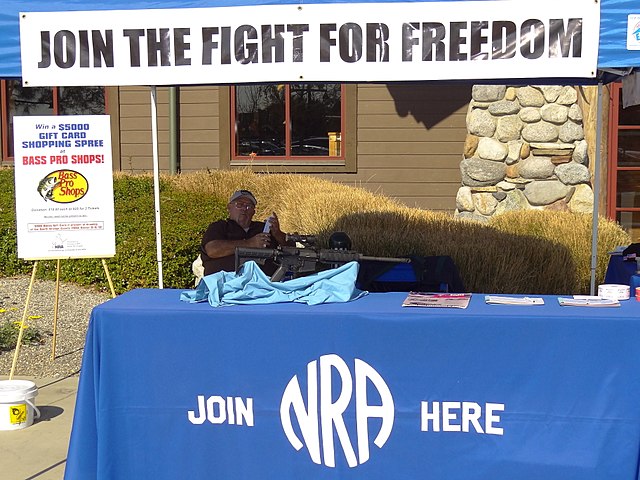 JOIN THE FIGHT FOR FREEDOM
Win a $5000
GIFT CARD
SHOPPING SPREE
at
BASS PRO SHOPS!
Bass
Pro Shops
NRA
JOIN NRA HERE